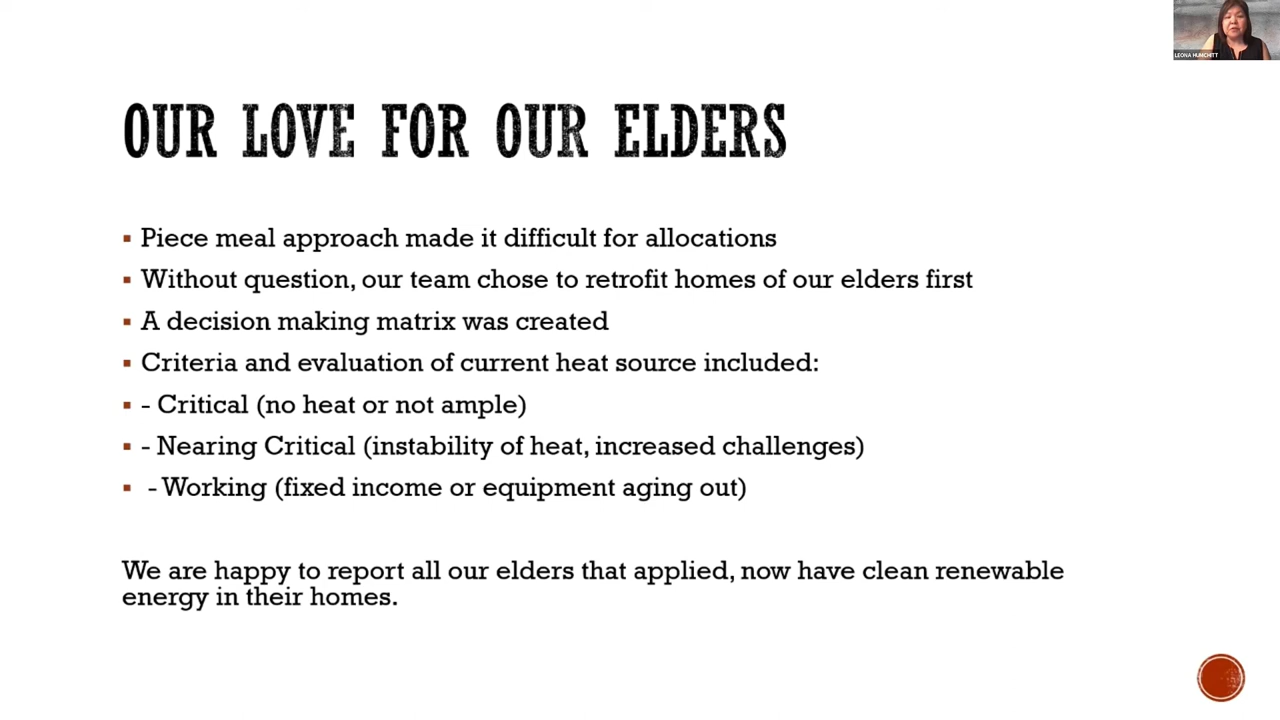 LEONA HUMCHITT
OUR LOVE FOR OUR ELDERS
▪ Piece meal approach made it difficult for allocations
▪ Without question, our team chose to retrofit homes of our elders first
▪ A decision making matrix was created
▪ Criteria and evaluation of current heat source included:
▪ - Critical (no heat or not ample)
▪ - Nearing Critical (instability of heat, increased challenges)
▪ - Working (fixed income or equipment aging out)
We are happy to report all our elders that applied, now have clean renewable
energy in their homes.